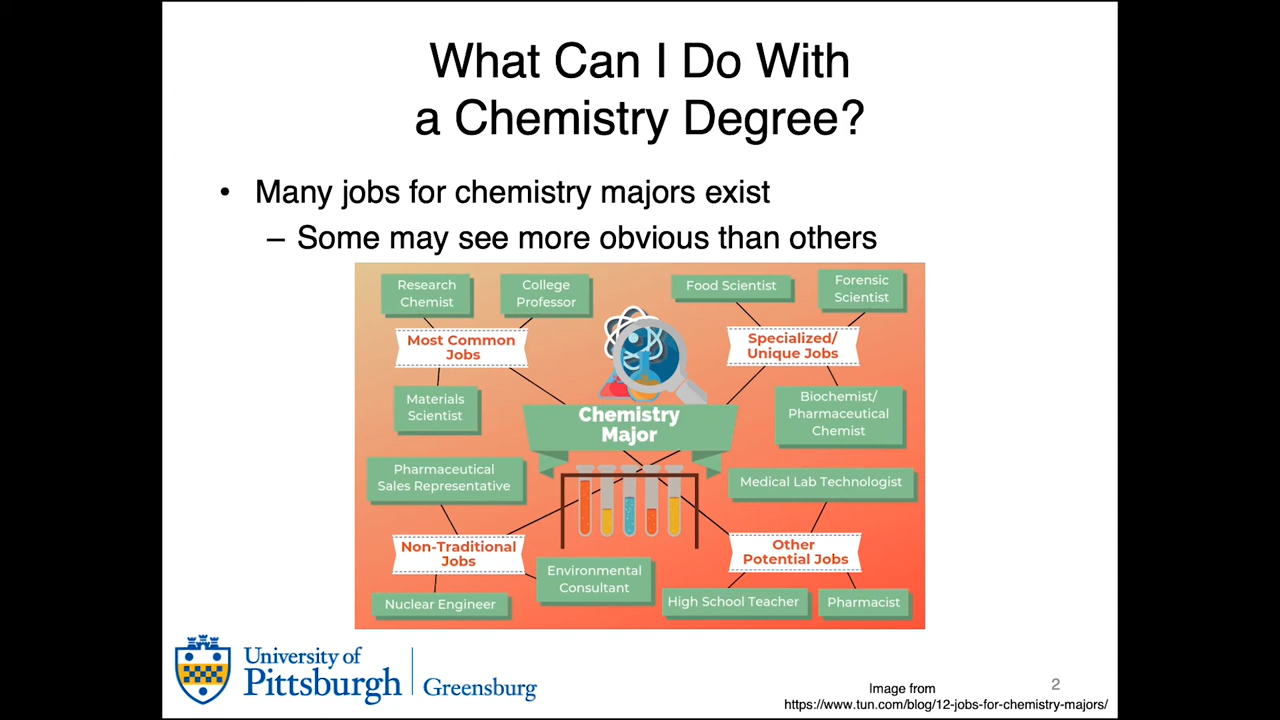 What Can I Do With
a Chemistry Degree?
• Many jobs for chemistry majors exist
– Some may see more obvious than others
Research
Chemist
College
Professor
Most Common
Jobs
Materials
Scientist
Food Scientist
Forensic
Scientist
Specialized/
Unique Jobs
Biochemist/
Pharmaceutical
Chemist
Chemistry
Major
Pharmaceutical
Sales Representative
Non-Traditional
Jobs
Environmental
Consultant
Nuclear Engineer
Medical Lab Technologist
Other
Potential Jobs
High School Teacher
Pharmacist
University of
Pittsburgh
Greensburg
Image from
https://www.tun.com/blog/12-jobs-for-chemistry-majors/
2